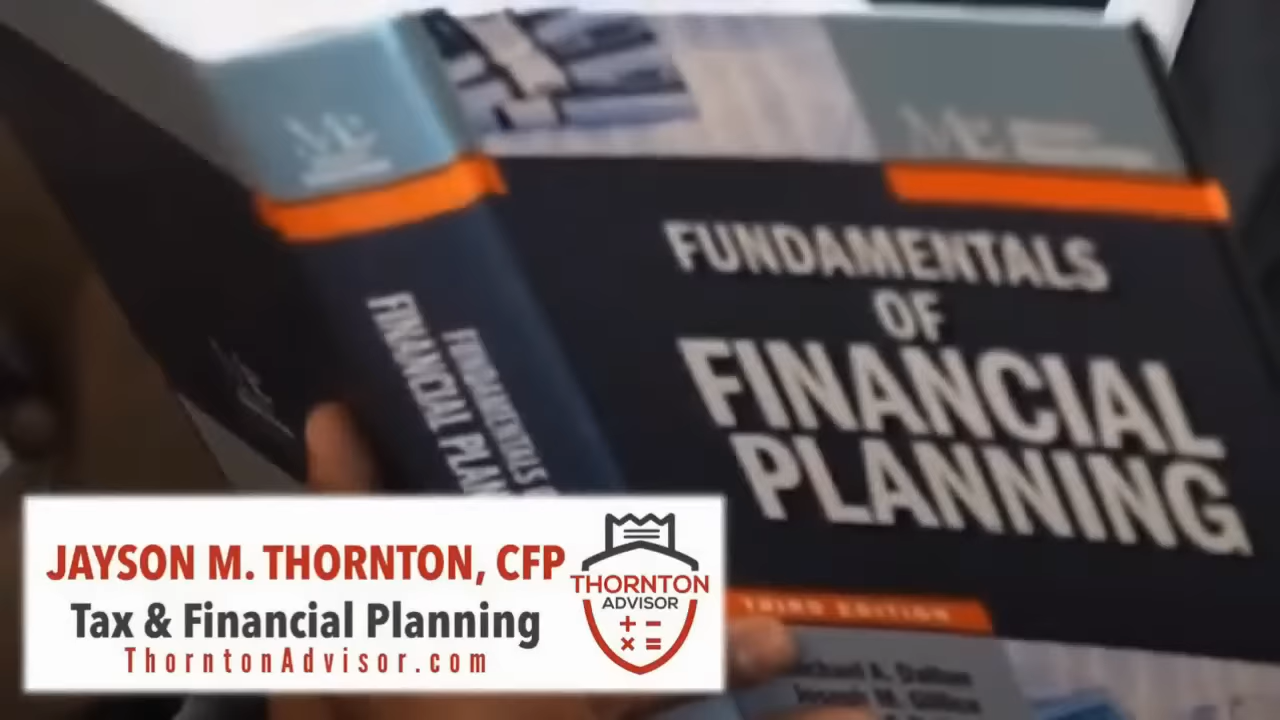 FUNDAMENTALS
OF
FINANCIAL
PLANNING
FUNDAMENTALS
FINANCIAL PLAN
THIRD EDITION
JAYSON M. THORNTON, CFP
Tax & Financial Planning
ThorntonAdvisor.com
THORNTON
ADVISOR
+ −
× =